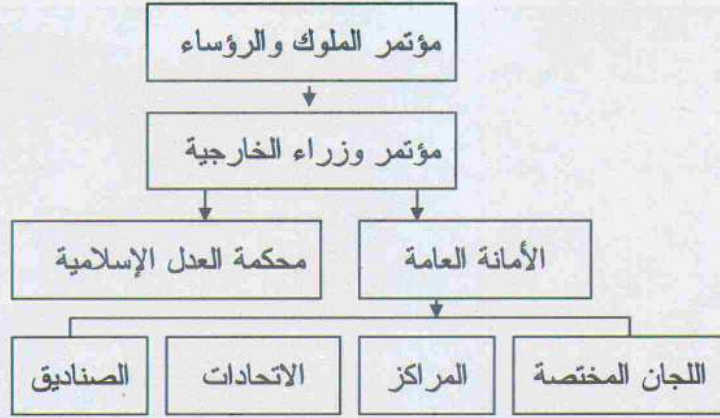 مؤتمر الملوك والرؤساء
مؤتمر وزراء الخارجية
الأمانة العامة
محكمة العدل الإسلامية
اللجان المختصة
المراكز
الاتحادات
الصناديق